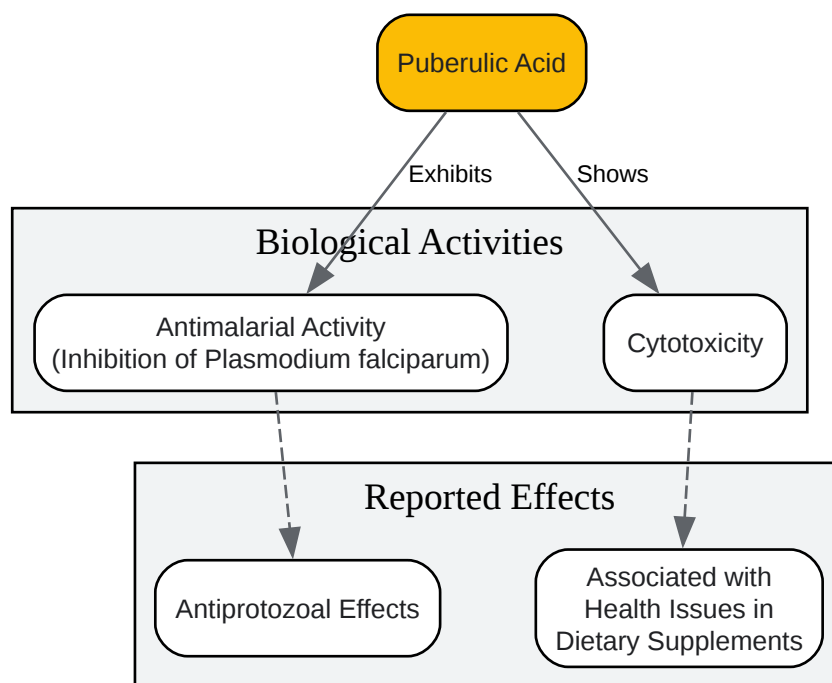 Puberulic Acid
Exhibits
Shows
Biological Activities
Antimalarial Activity
(Inhibition of Plasmodium falciparum)
Cytotoxicity
Reported Effects
Antiprotozoal Effects
Associated with
Health Issues in
Dietary Supplements